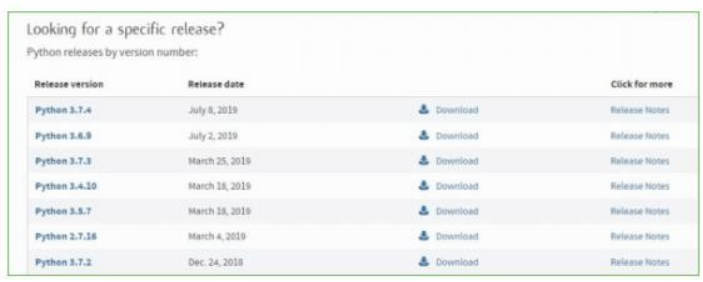 Looking for a specific release?
Python releases by version number:
Release version Release date Click for more
Python 3.7.4 July 8, 2019 Download Release Notes
Python 3.6.9 July 2, 2019 Download Release Notes
Python 3.7.3 March 25, 2019 Download Release Notes
Python 3.4.10 March 18, 2019 Download Release Notes
Python 3.5.7 March 18, 2019 Download Release Notes
Python 2.7.16 March 4, 2019 Download Release Notes
Python 3.7.2 Dec. 24, 2018 Download Release Notes